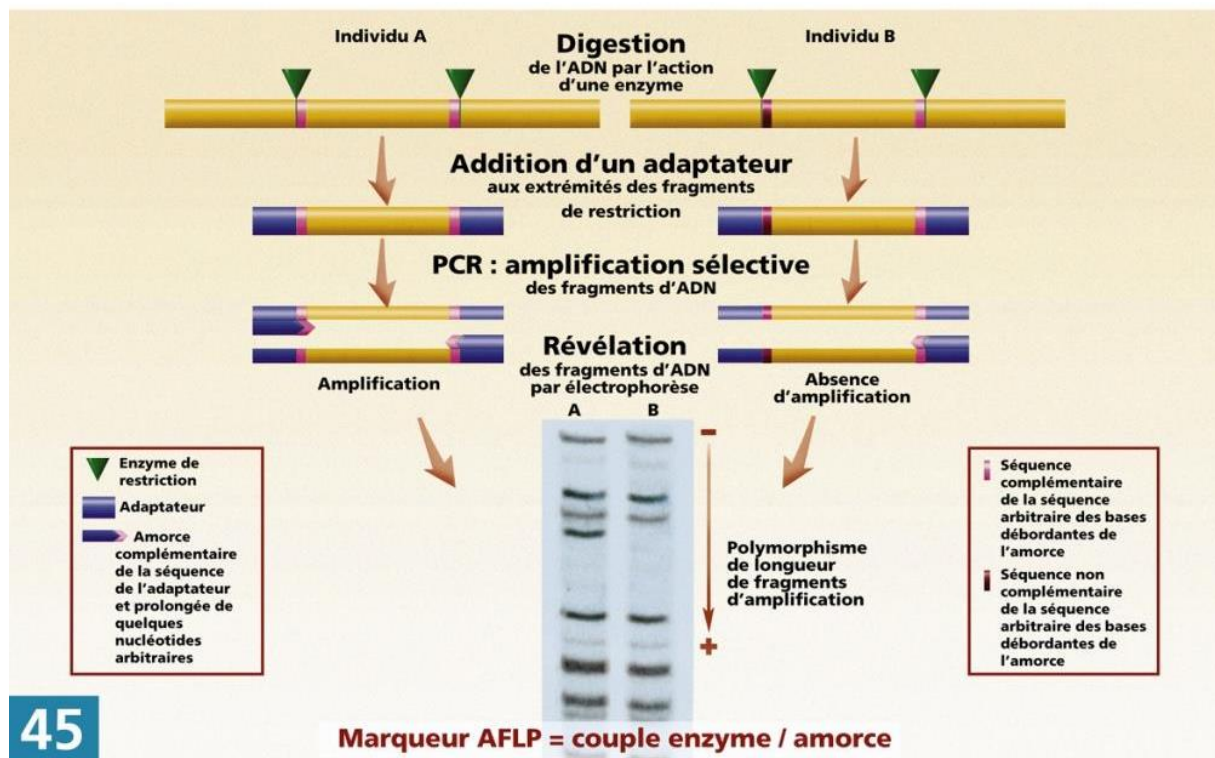 Individu A
Digestion
de l'ADN par l'action
d'une enzyme
Individu B
Addition d'un adaptateur
aux extrémités des fragments
de restriction
PCR : amplification sélective
des fragments d'ADN
Amplification
Révélation
des fragments d'ADN
par électrophorèse
Absence
d'amplification
A B
-
+
Enzyme de
restriction
Adaptateur
Amorce
complémentaire
de la séquence
de l'adaptateur
et prolongée de
quelques
nucléotides
arbitraires
Polymorphisme
de longueur
de fragments
d'amplification
Séquence
complémentaire
de la séquence
arbitraire des bases
débordantes de
l'amorce
Séquence non
complémentaire
de la séquence
arbitraire des bases
débordantes de
l'amorce
45
Marqueur AFLP = couple enzyme / amorce